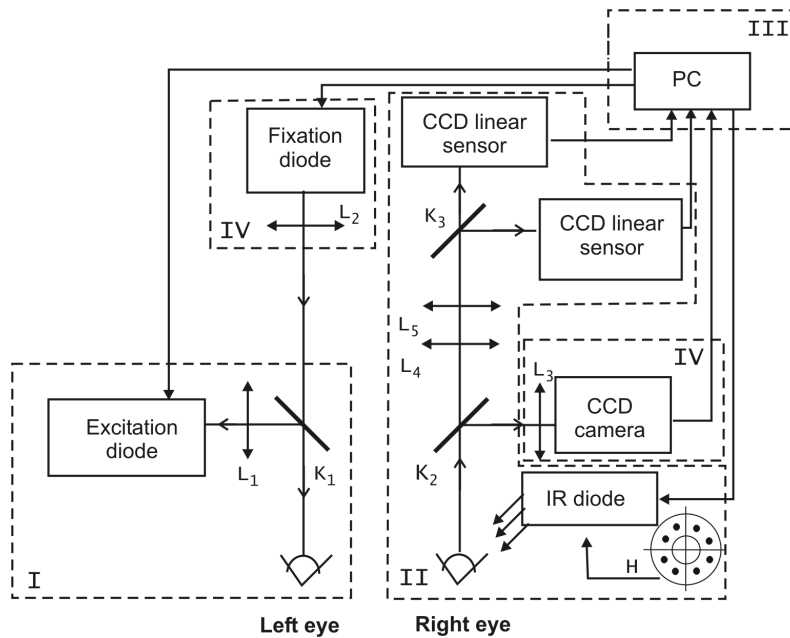 III
PC
Fixation
diode
CCD linear
sensor
L2
IV
K3
CCD linear
sensor
L5
L4
IV
L3
CCD
camera
Excitation
diode
L1
K1
K2
IR diode
H
I
II
Left eye
Right eye